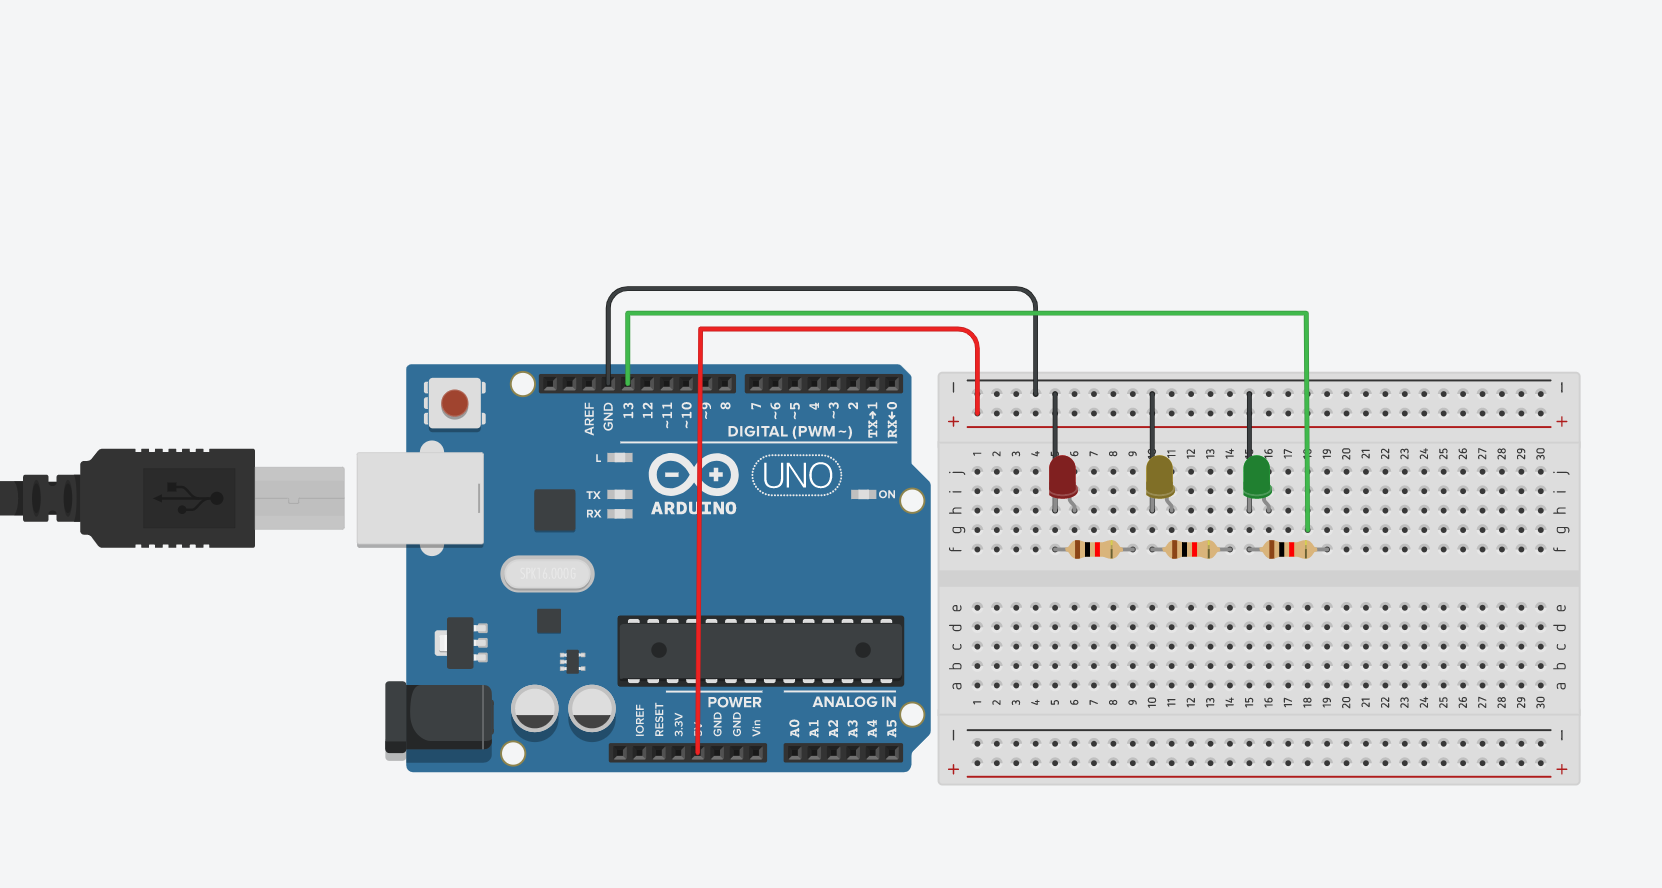 AREF
GND
13
12
~11
~10
~9
8
7
~6
~5
4
~3
2
TX→1
RX←0
DIGITAL (PWM~)
L
TX
RX
UNO
ARDUINO
ON
SPK16.000G
POWER
ANALOG IN
IOREF
RESET
3.3V
GND
GND
Vin
A0
A1
A2
A3
A4
A5
− −
+ +
1 2 3 4 5 6 7 8 9 11 12 13 14 16 17 18 19 20 21 22 23 24 25 26 27 28 29 30
j j
i i
h h
g g
f f
e e
d d
c c
b b
a a
1 2 3 4 5 6 7 8 9 10 11 12 13 14 15 16 17 18 19 20 21 22 23 24 25 26 27 28 29 30
− −
+ +